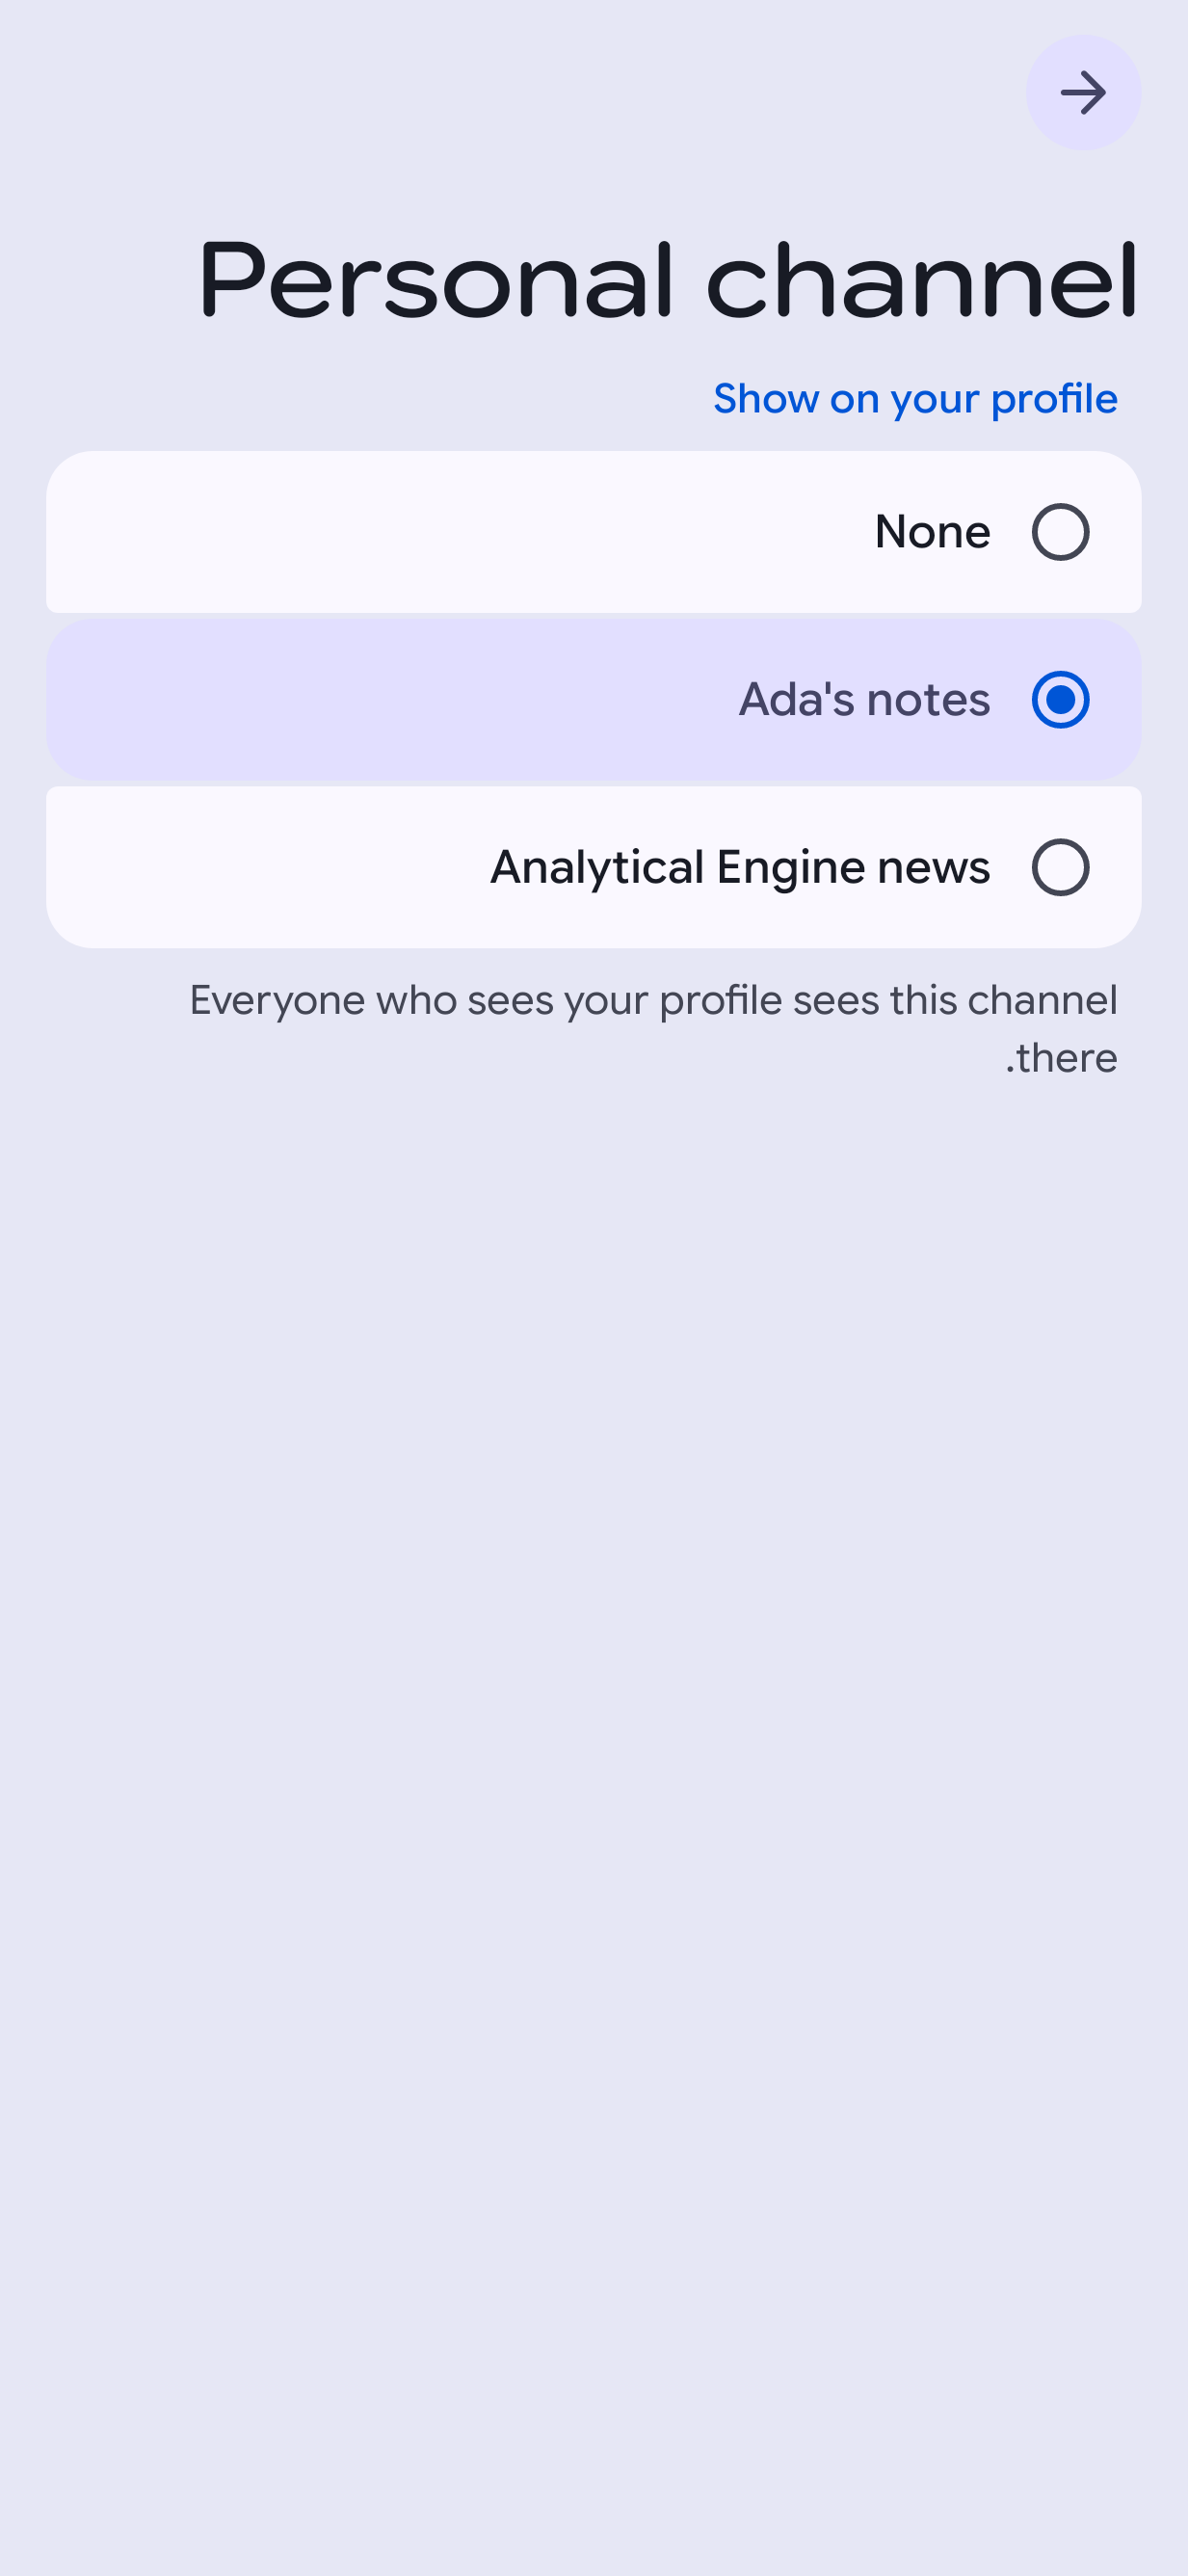 Personal channel
Show on your profile
None
Ada's notes
Analytical Engine news
Everyone who sees your profile sees this channel
.there